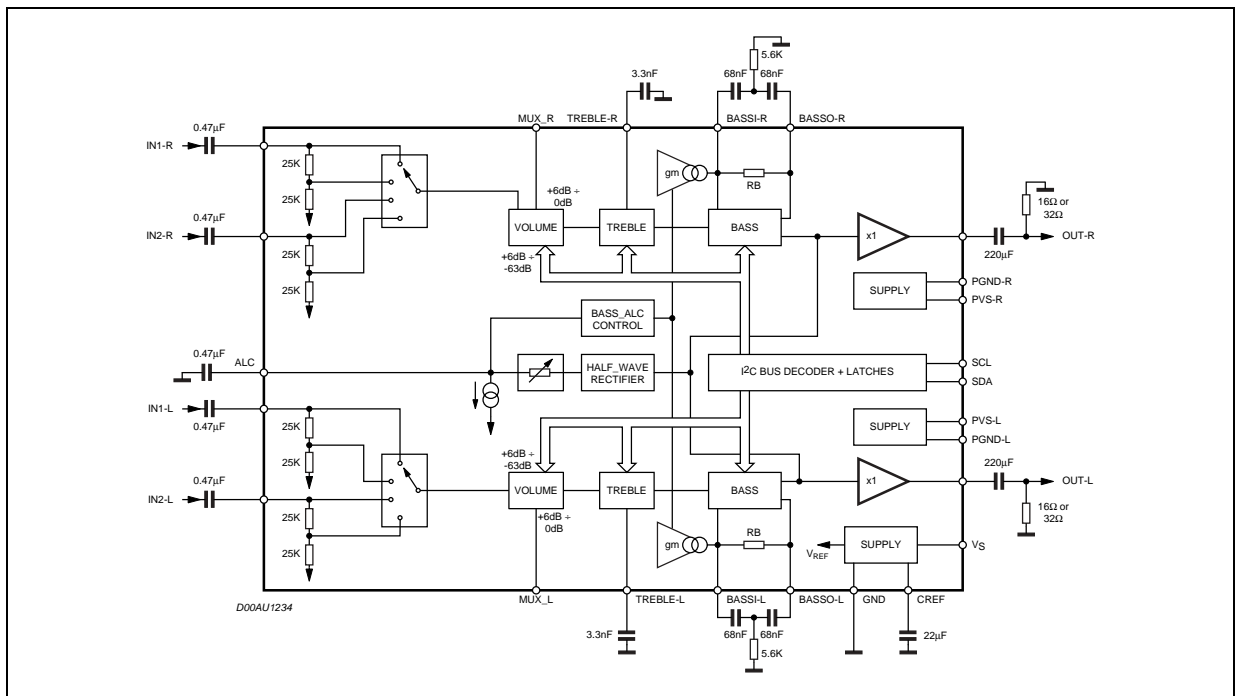 5.6K
3.3nF
68nF 68nF
MUX_R TREBLE-R BASSI-R BASSO-R
0.47μF
IN1-R
25K
25K
gm
RB
+6dB ÷
0dB
16Ω or
32Ω
0.47μF
IN2-R
VOLUME TREBLE BASS
x1
OUT-R
220μF
25K
25K
+6dB ÷
-63dB
SUPPLY
PGND-R
PVS-R
BASS_ALC
CONTROL
0.47μF
ALC
HALF_WAVE
RECTIFIER
I2C BUS DECODER + LATCHES
SCL
SDA
IN1-L
0.47μF
25K
25K
SUPPLY
PVS-L
PGND-L
+6dB ÷
-63dB
0.47μF
IN2-L
VOLUME TREBLE BASS
x1
220μF
OUT-L
25K
25K
+6dB ÷
0dB
16Ω or
32Ω
gm
RB
VREF
SUPPLY
VS
D00AU1234
MUX_L TREBLE-L BASSI-L BASSO-L GND CREF
3.3nF
68nF 68nF
5.6K
22μF